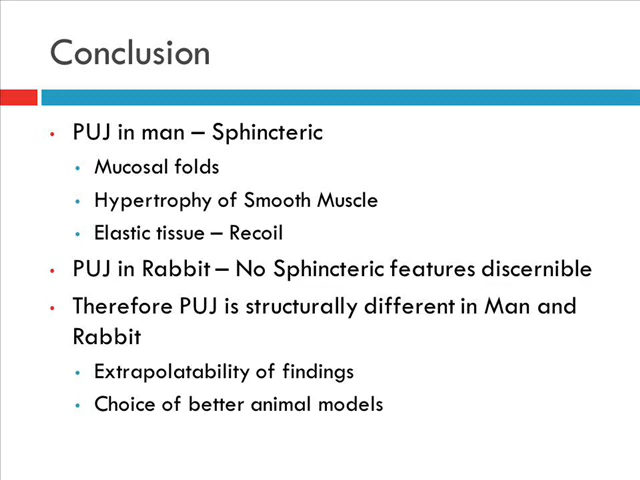 Conclusion
• PUJ in man – Sphincteric
• Mucosal folds
• Hypertrophy of Smooth Muscle
• Elastic tissue – Recoil
• PUJ in Rabbit – No Sphincteric features discernible
• Therefore PUJ is structurally different in Man and
Rabbit
• Extrapolatability of findings
• Choice of better animal models